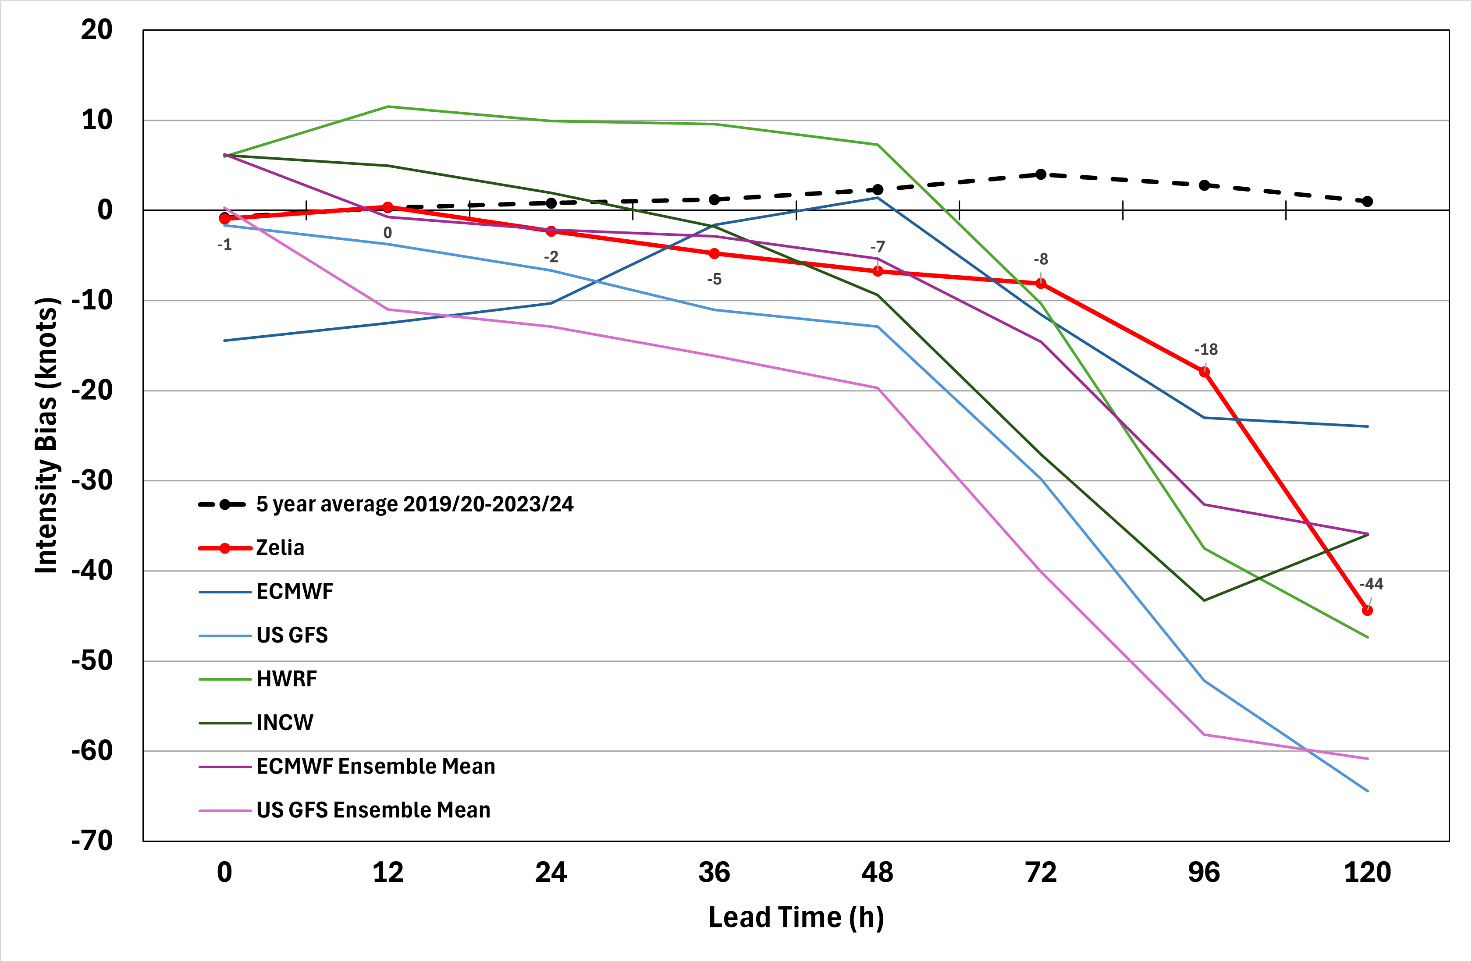 20
10
0
-10
-20
-30
-40
-50
-60
-70
Intensity Bias (knots)
-1
0
-2
-5
-7
-8
-18
-44
5 year average 2019/20-2023/24
Zelia
ECMWF
US GFS
HWRF
INCW
ECMWF Ensemble Mean
US GFS Ensemble Mean
0 12 24 36 48 72 96 120
Lead Time (h)